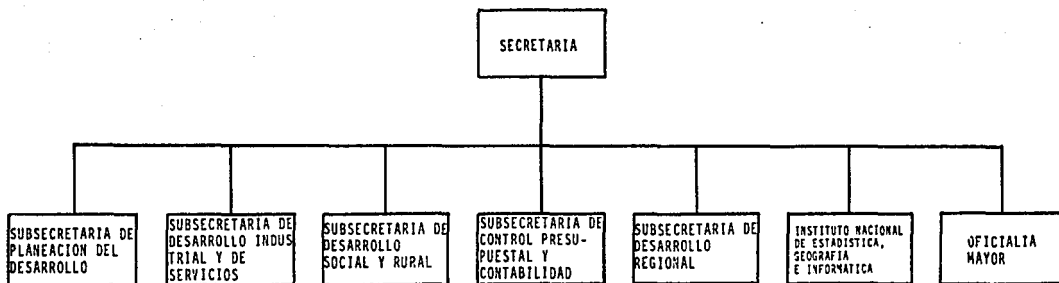 SECRETARIA
SUBSECRETARIA DE
PLANEACION DEL
DESARROLLO
SUBSECRETARIA DE
DESARROLLO INDUS
TRIAL Y DE
SERVICIOS
SUBSECRETARIA DE
DESARROLLO
SOCIAL Y RURAL
SUBSECRETARIA DE
CONTROL PRESU-
PUESTAL Y
CONTABILIDAD
SUBSECRETARIA DE
DESARROLLO
REGIONAL
INSTITUTO NACIONAL
DE ESTADISTICA,
GEOGRAFIA
E INFORMATICA
OFICIALIA
MAYOR